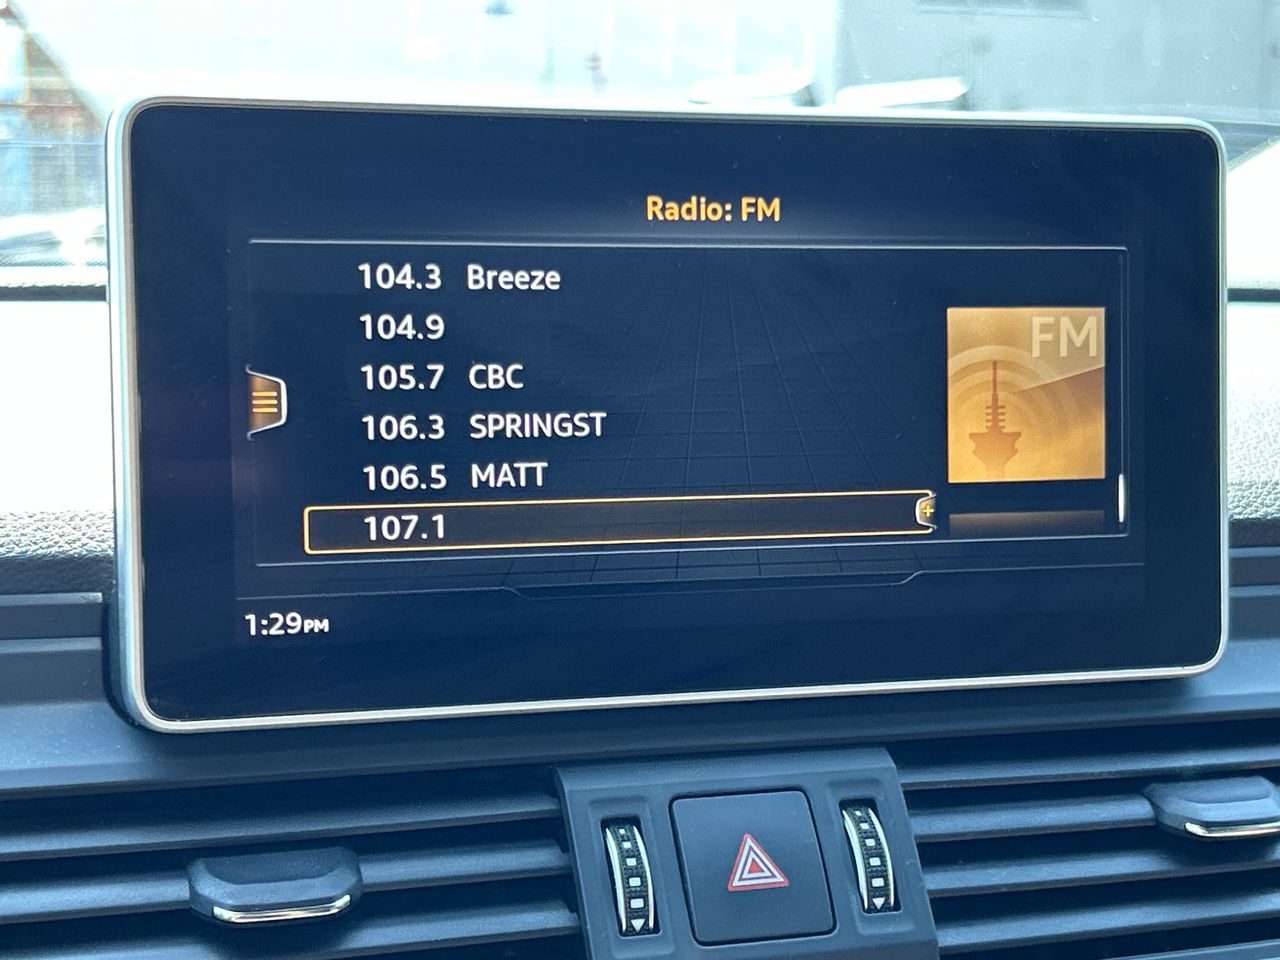 Radio: FM
104.3 Breeze
104.9
FM
105.7 CBC
106.3 SPRINGST
106.5 MATT
107.1
1:29PM